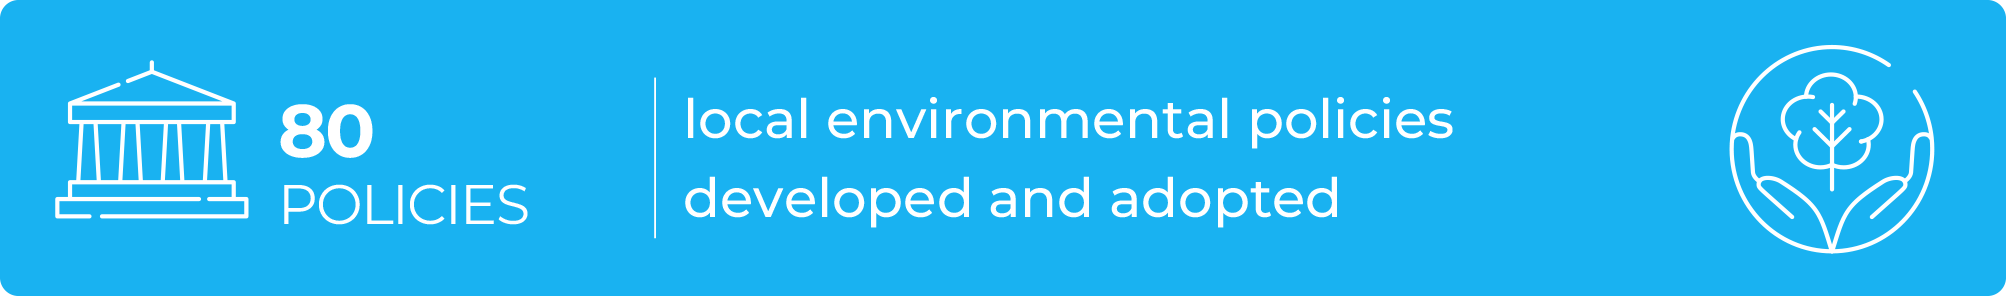 80
POLICIES
local environmental policies
developed and adopted